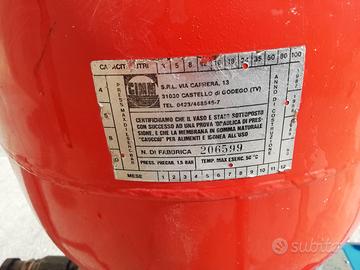 CAPACITÀ LITRI 5 8 12 18 19 24 35 50 80 100
S.R.L. VIA CARRERA, 13
31030 CASTELLO di GODEGO (TV)
TEL. 0423/468545-7
CERTIFICHIAMO CHE IL VASO È STATO SOTTOPOSTO
CON SUCCESSO AD UNA PROVA IDRAULICA DI PRES-
SIONE, E CHE LA MEMBRANA IN GOMMA NATURALE
"CAUCCIÙ" PER ALIMENTI È IDONEA ALL'USO
N. DI FABBRICA 206599
PRESS. PRECAR. 1.5 BAR TEMP. MAX ESERC. 50°C
MESE 1 2 3 4 5 6 7 8 9 10 11 12
ANNO DI COSTR.
subito